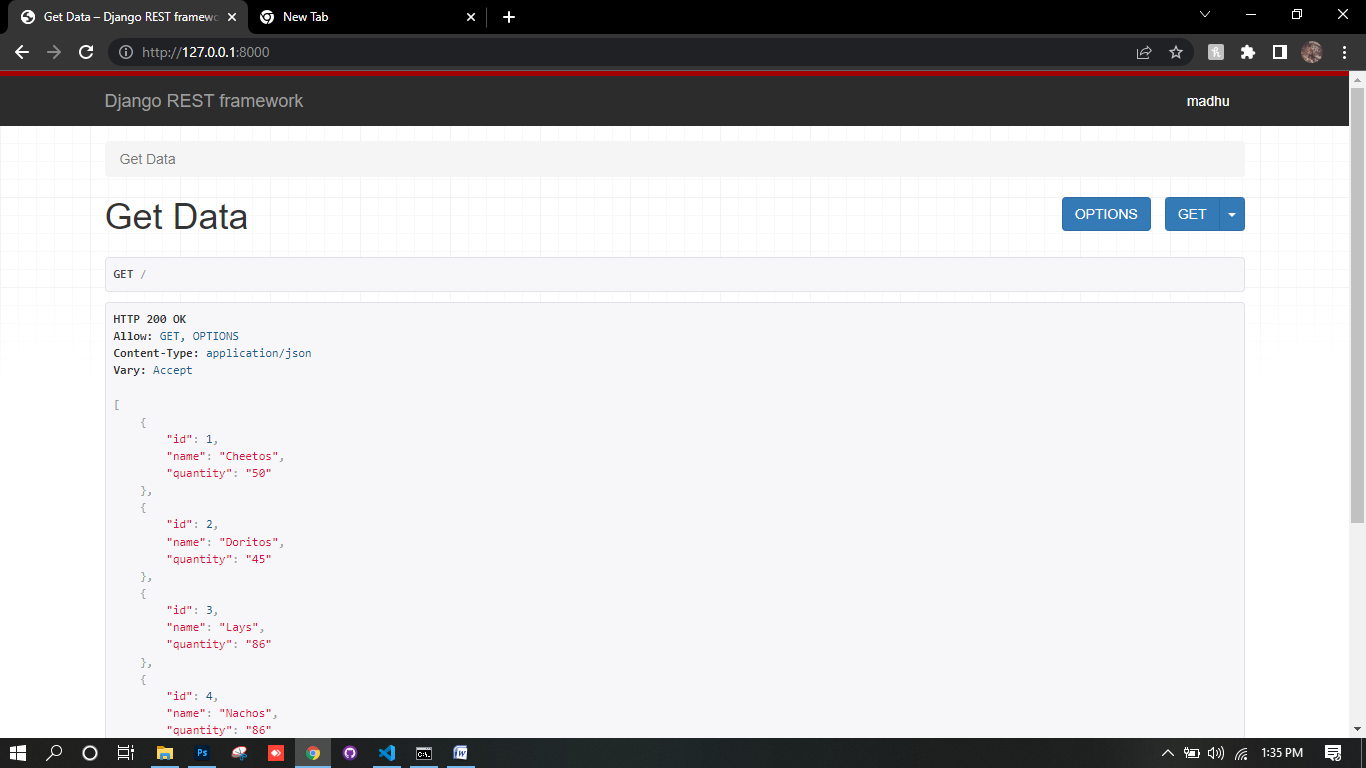 Get Data – Django REST framewo
New Tab
http://127.0.0.1:8000
Django REST framework
madhu
Get Data
Get Data
OPTIONS
GET
GET /
HTTP 200 OK
Allow: GET, OPTIONS
Content-Type: application/json
Vary: Accept
[
{
"id": 1,
"name": "Cheetos",
"quantity": "50"
},
{
"id": 2,
"name": "Doritos",
"quantity": "45"
},
{
"id": 3,
"name": "Lays",
"quantity": "86"
},
{
"id": 4,
"name": "Nachos",
"quantity": "86"
Ps
1:35 PM